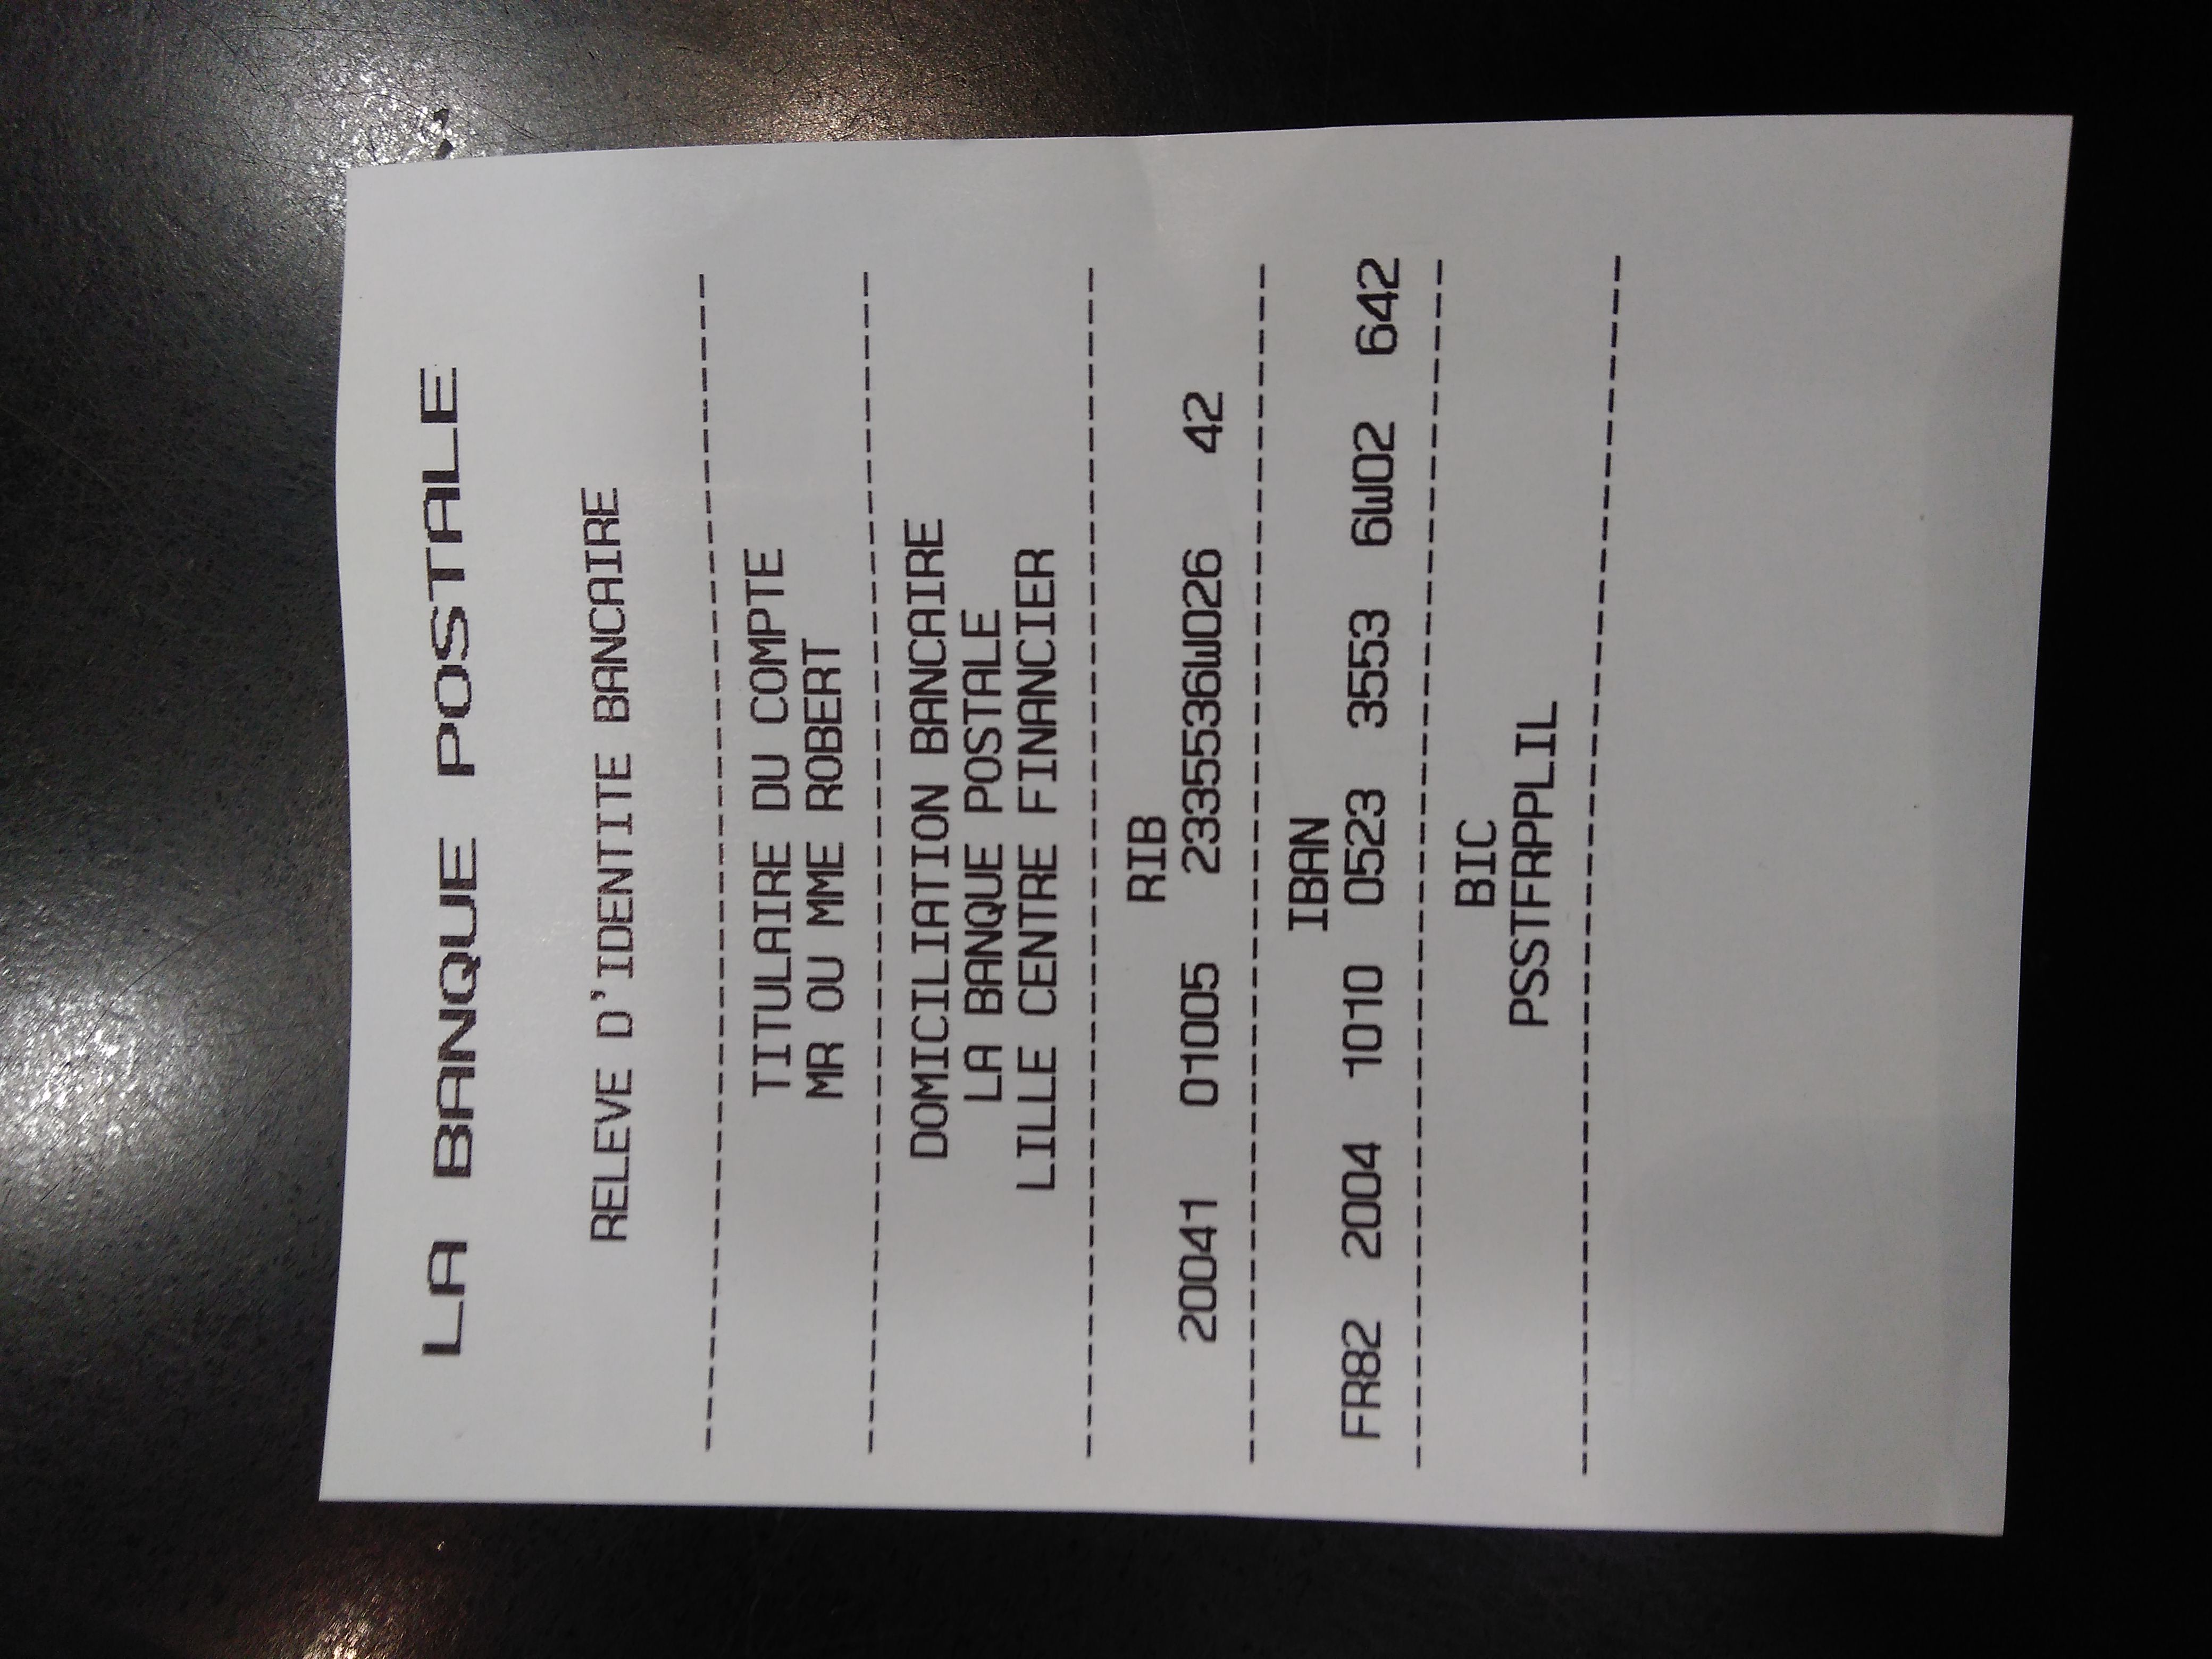 LA BANQUE POSTALE
RELEVE D'IDENTITE BANCAIRE
TITULAIRE DU COMPTE
MR OU MME ROBERT
DOMICILIATION BANCAIRE
LA BANQUE POSTALE
LILLE CENTRE FINANCIER
RIB
20041 01005 2335536W026 42
IBAN
FR82 2004 1010 0523 3553 6W02 642
BIC
PSSTFRPPLIL